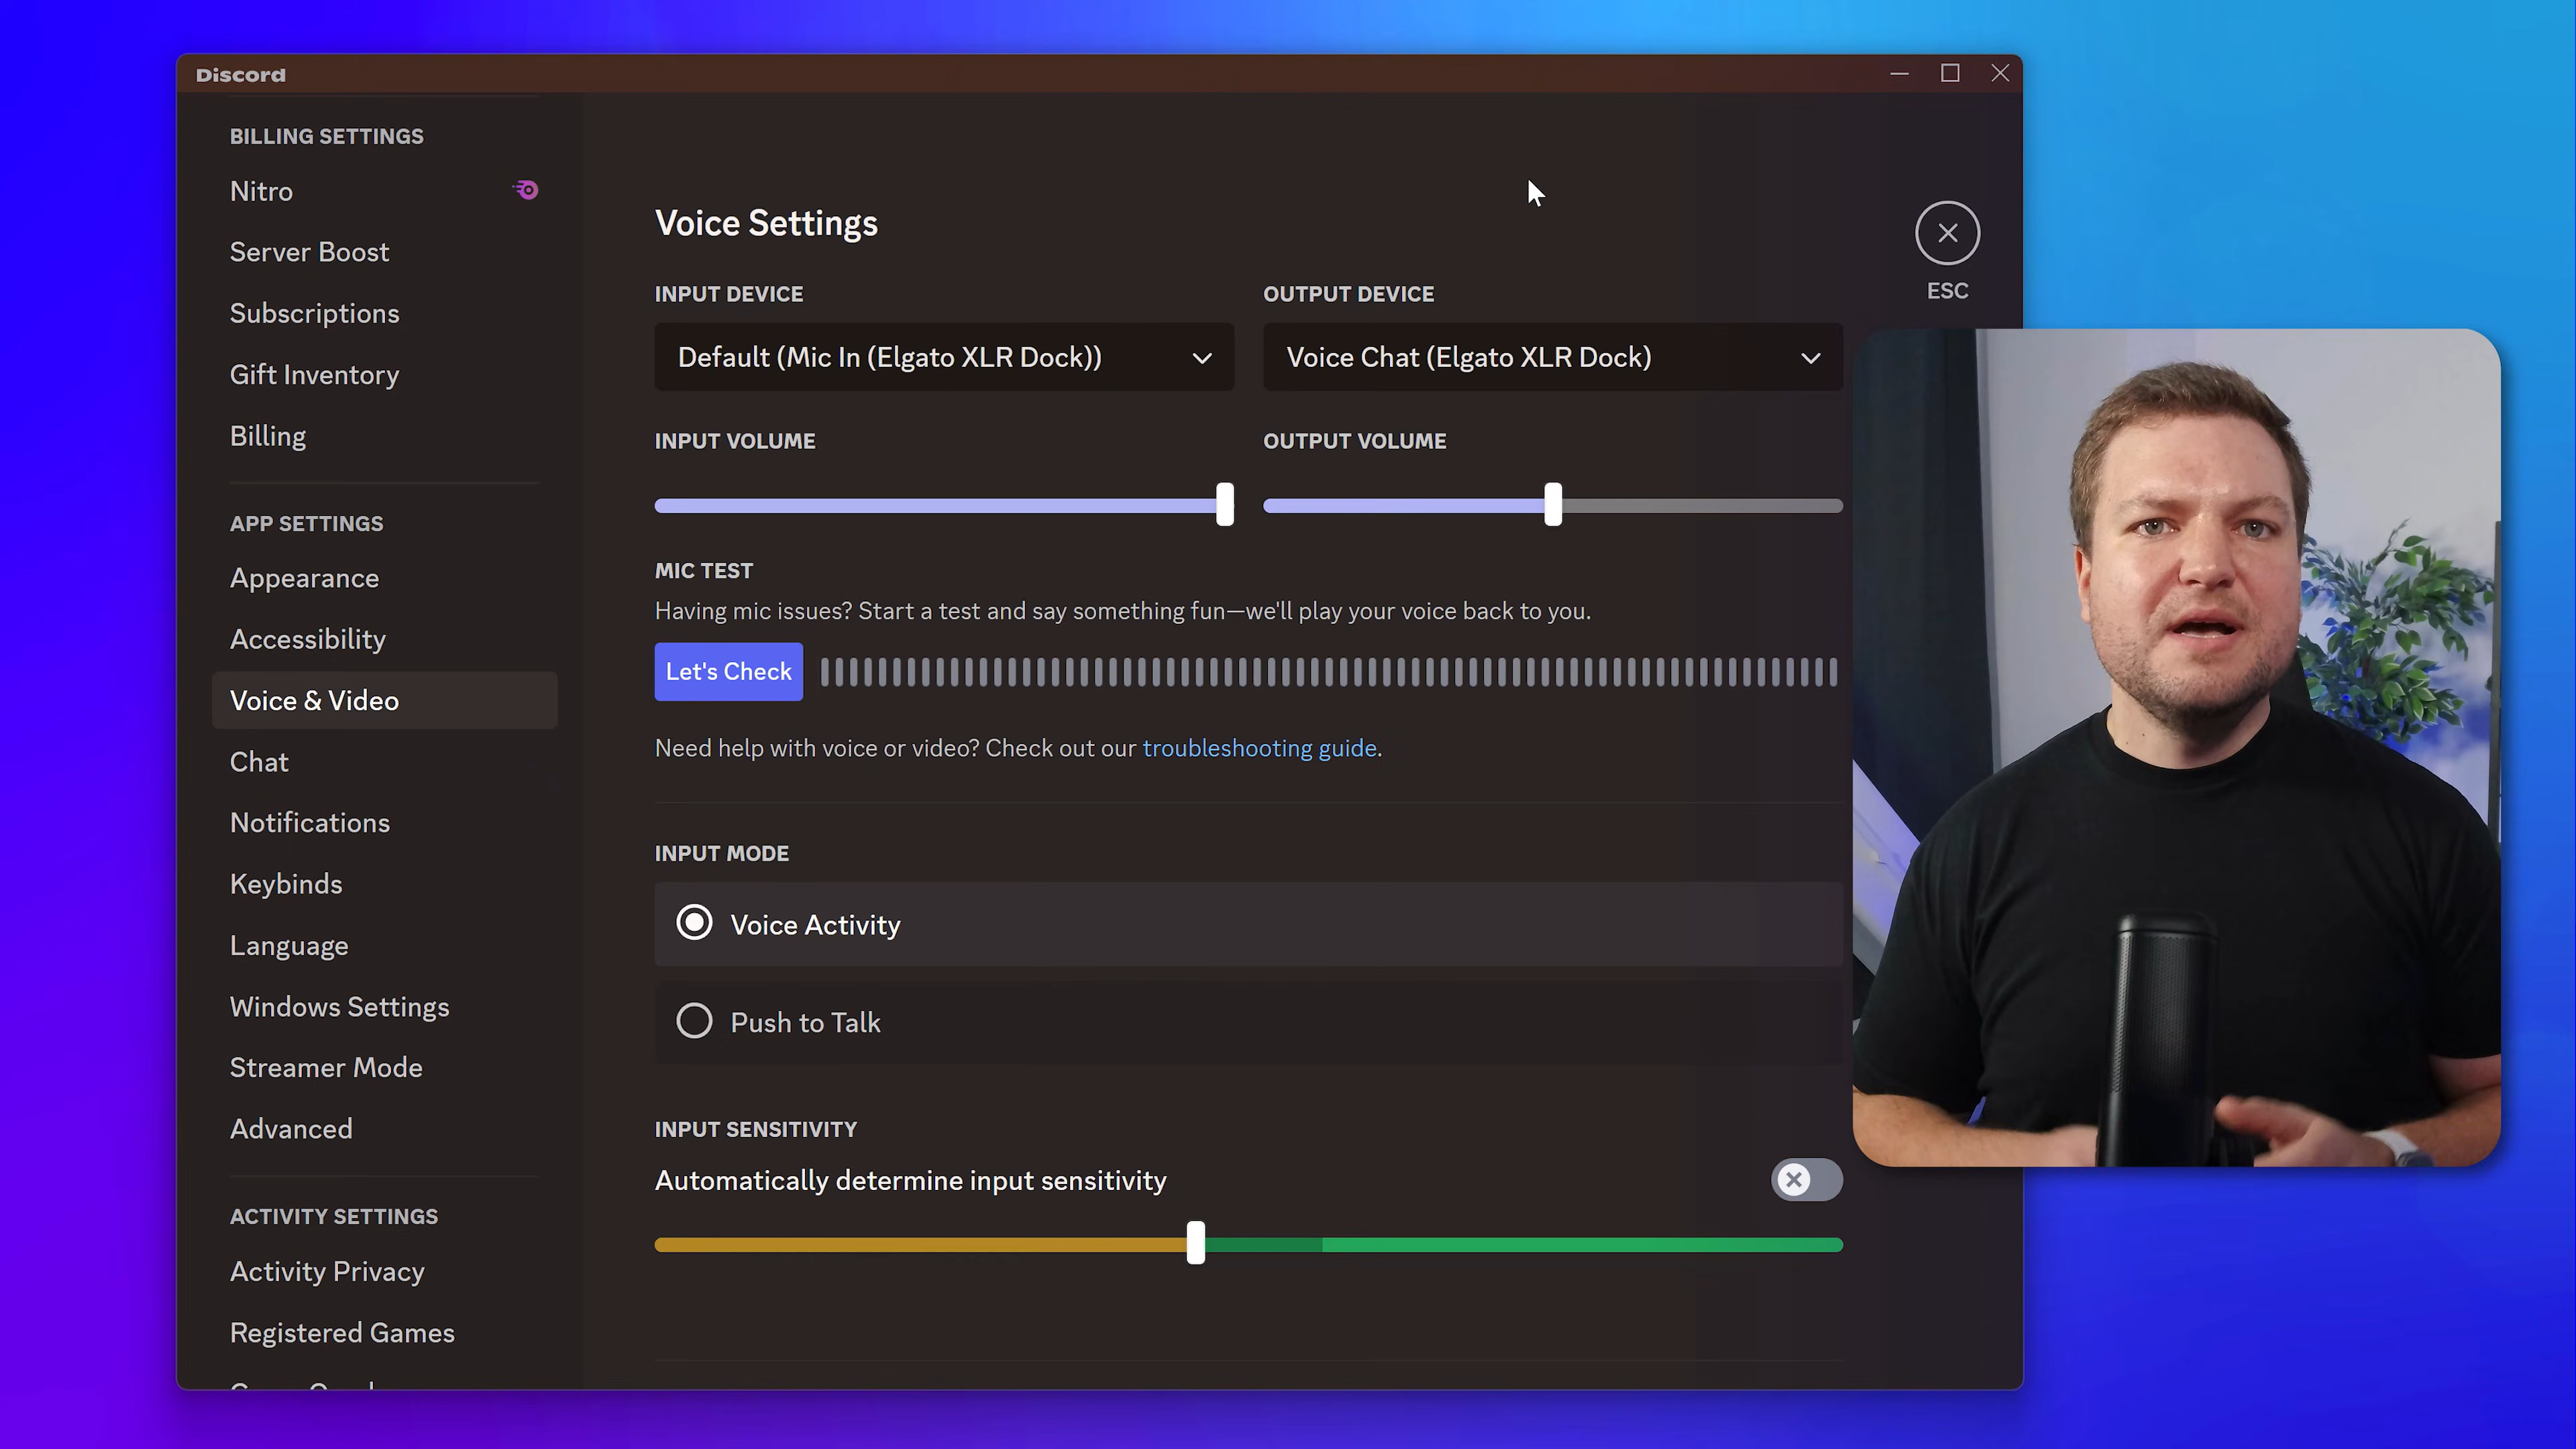 Discord
BILLING SETTINGS
Nitro
Server Boost
Subscriptions
Gift Inventory
Billing
APP SETTINGS
Appearance
Accessibility
Voice & Video
Chat
Notifications
Keybinds
Language
Windows Settings
Streamer Mode
Advanced
ACTIVITY SETTINGS
Activity Privacy
Registered Games
Voice Settings
ESC
INPUT DEVICE
Default (Mic In (Elgato XLR Dock))
OUTPUT DEVICE
Voice Chat (Elgato XLR Dock)
INPUT VOLUME
OUTPUT VOLUME
MIC TEST
Having mic issues? Start a test and say something fun—we'll play your voice back to you.
Let's Check
Need help with voice or video? Check out our troubleshooting guide.
INPUT MODE
Voice Activity
Push to Talk
INPUT SENSITIVITY
Automatically determine input sensitivity